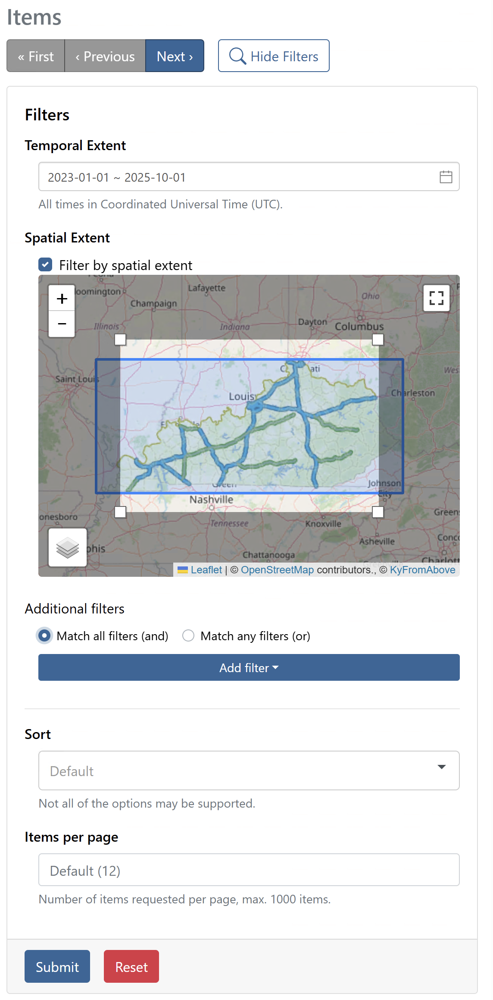 Items
« First
‹ Previous
Next ›
Hide Filters
Filters
Temporal Extent
2023-01-01 ~ 2025-10-01
All times in Coordinated Universal Time (UTC).
Spatial Extent
Filter by spatial extent
+
−
loomington
Lafayette
Champaign
Ohio
Illinois
Indiana
Dayton
Columbus
Saint Louis
Wes
Louis
Charleston
Green
Johnson
City
Nashville
onesboro
Tennessee
Knoxville
Green
Asheville
Conc
phis
Chattanooga
Charlott
Greenville
Leaflet | © OpenStreetMap contributors., © KyFromAbove
Additional filters
Match all filters (and)
Match any filters (or)
Add filter
Sort
Default
Not all of the options may be supported.
Items per page
Default (12)
Number of items requested per page, max. 1000 items.
Submit
Reset